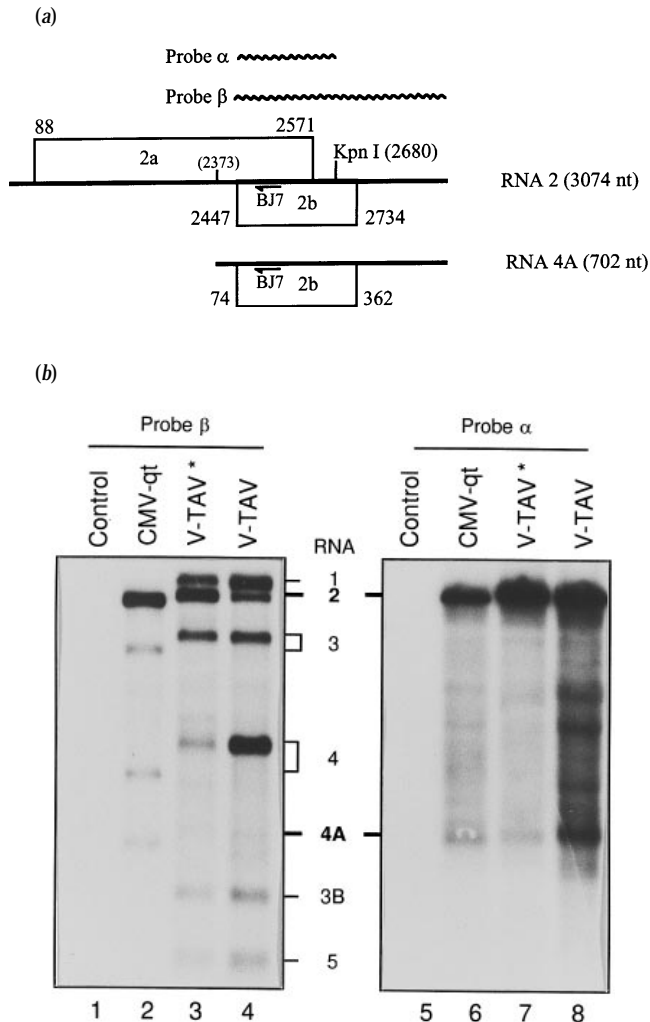 (a)
Probe α
Probe β
88 2571
2a (2373) Kpn I (2680)
RNA 2 (3074 nt)
BJ7 2b
2447 2734
RNA 4A (702 nt)
BJ7 2b
74 362
(b)
Probe β Probe α
Control CMV-qt V-TAV* V-TAV Control CMV-qt V-TAV* V-TAV
RNA
1
2
3
4
4A
3B
5
1 2 3 4 5 6 7 8